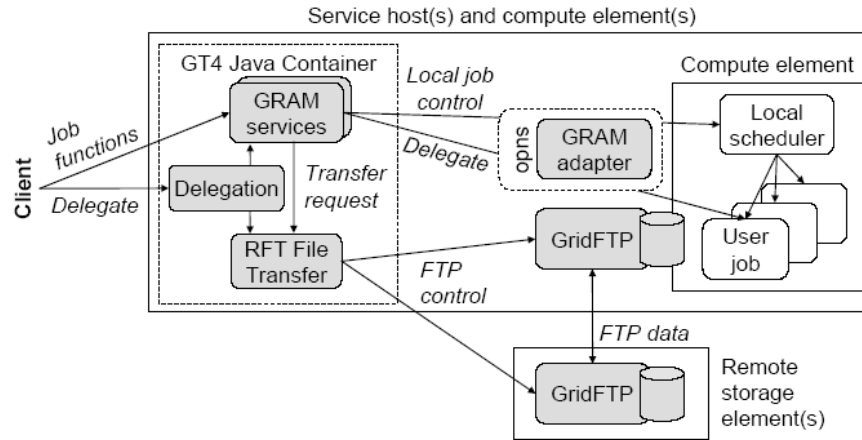 Service host(s) and compute element(s)
GT4 Java Container
Compute element
Local job
control
GRAM
services
Job
functions
Local
scheduler
sudo
GRAM
adapter
Delegate
Client
Delegate
Delegation
Transfer
request
User
job
RFT File
Transfer
GridFTP
FTP
control
FTP data
GridFTP
Remote
storage
element(s)